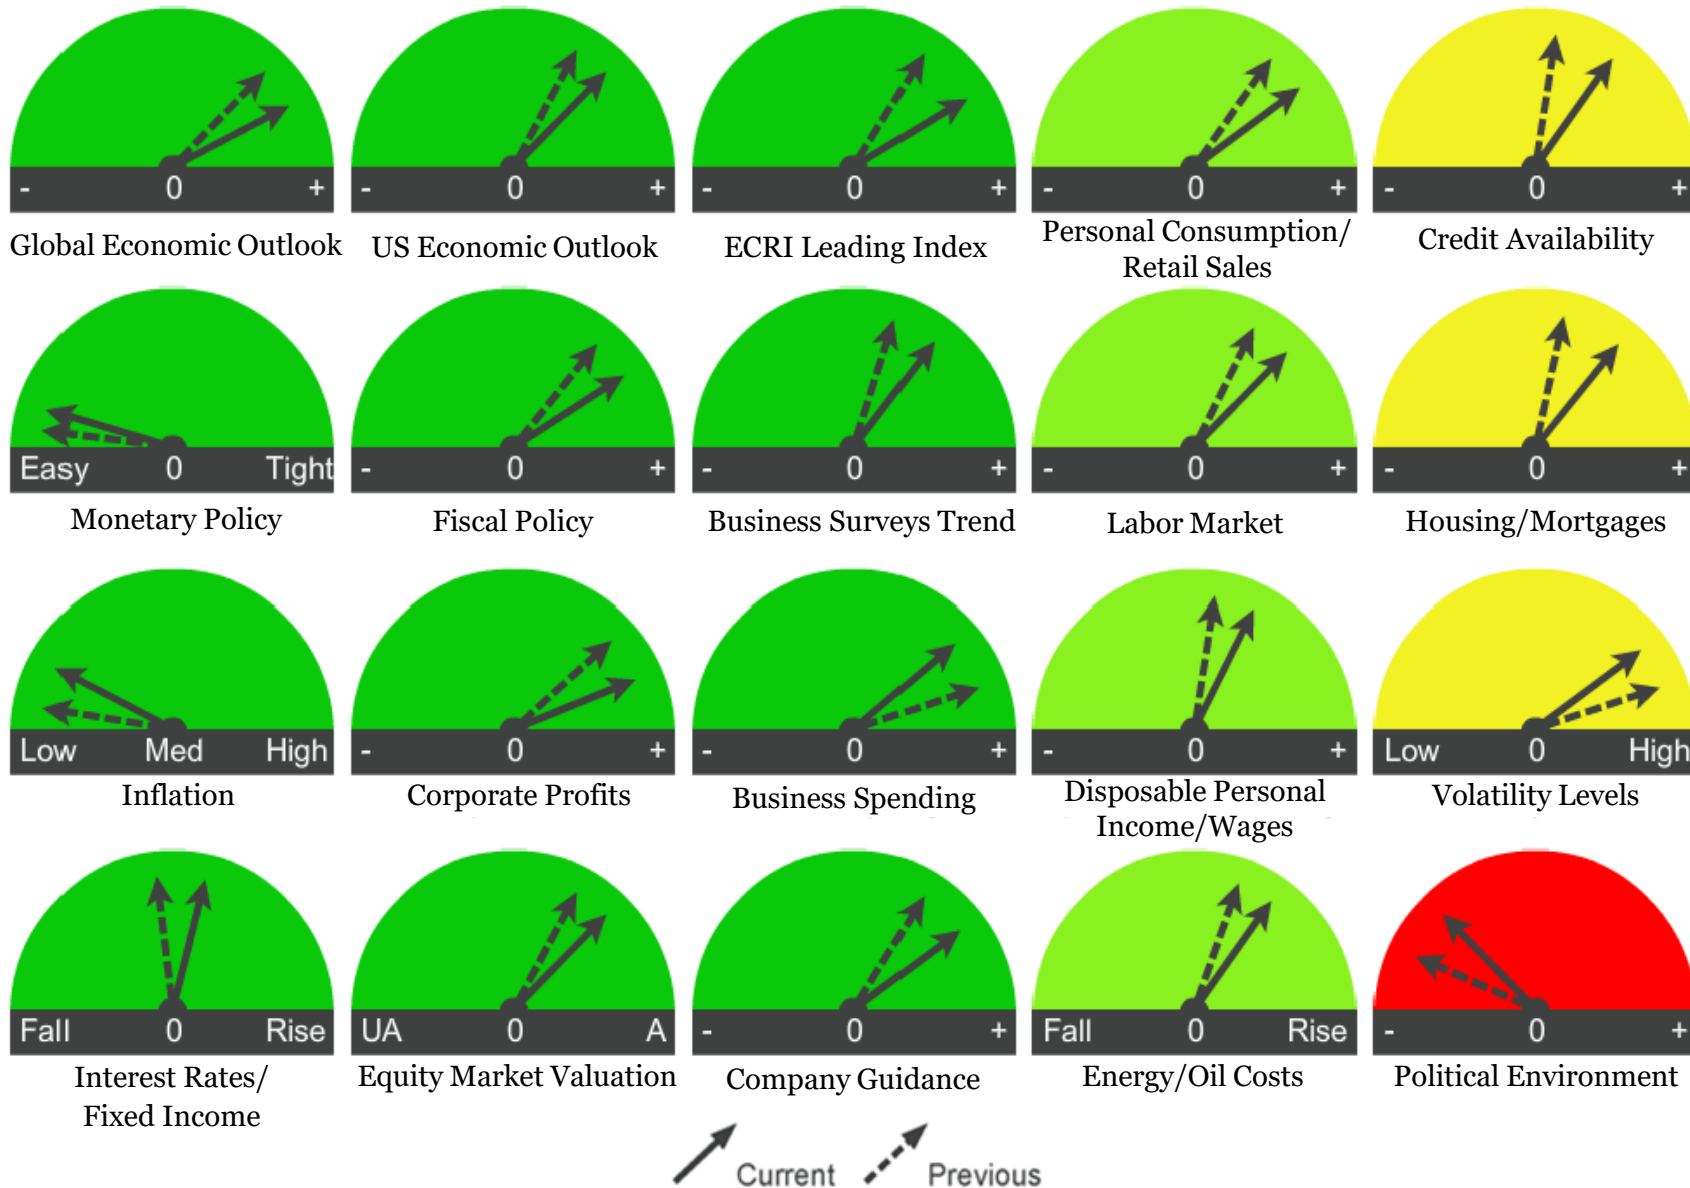 - 0 +
- 0 +
- 0 +
- 0 +
- 0 +
Global Economic Outlook
US Economic Outlook
ECRI Leading Index
Personal Consumption/
Retail Sales
Credit Availability
Easy 0 Tight
- 0 +
- 0 +
- 0 +
- 0 +
Monetary Policy
Fiscal Policy
Business Surveys Trend
Labor Market
Housing/Mortgages
Low Med High
- 0 +
- 0 +
- 0 +
Low 0 High
Inflation
Corporate Profits
Business Spending
Disposable Personal
Income/Wages
Volatility Levels
Fall 0 Rise
UA 0 A
- 0 +
Fall 0 Rise
- 0 +
Interest Rates/
Fixed Income
Equity Market Valuation
Company Guidance
Energy/Oil Costs
Political Environment
Current
Previous